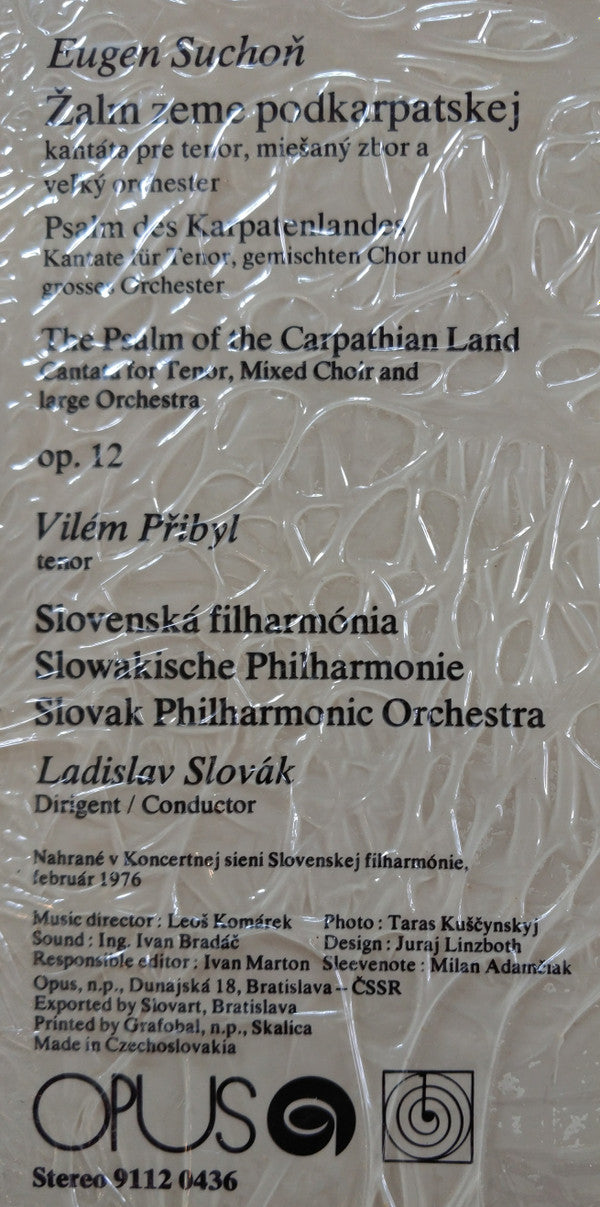 Eugen Suchoň
Žalm zeme podkarpatskej
kantáta pre tenor, miešaný zbor a
veľký orchester
Psalm des Karpatenlandes
Kantate für Tenor, gemischten Chor und
grosses Orchester
The Psalm of the Carpathian Land
Cantata for Tenor, Mixed Choir and
large Orchestra
op. 12
Vilém Přibyl
tenor
Slovenská filharmónia
Slowakische Philharmonie
Slovak Philharmonic Orchestra
Ladislav Slovák
Dirigent / Conductor
Nahrané v Koncertnej sieni Slovenskej filharmónie,
február 1976
Music director : Leoš Komárek Photo : Taras Kuščynskyj
Sound : Ing. Ivan Bradáč Design : Juraj Linzboth
Responsible editor : Ivan Marton Sleevenote : Milan Adamčiak
Opus, n.p., Dunajská 18, Bratislava – ČSSR
Exported by Slovart, Bratislava
Printed by Grafobal, n.p., Skalica
Made in Czechoslovakia
OPUS
Stereo 9112 0436